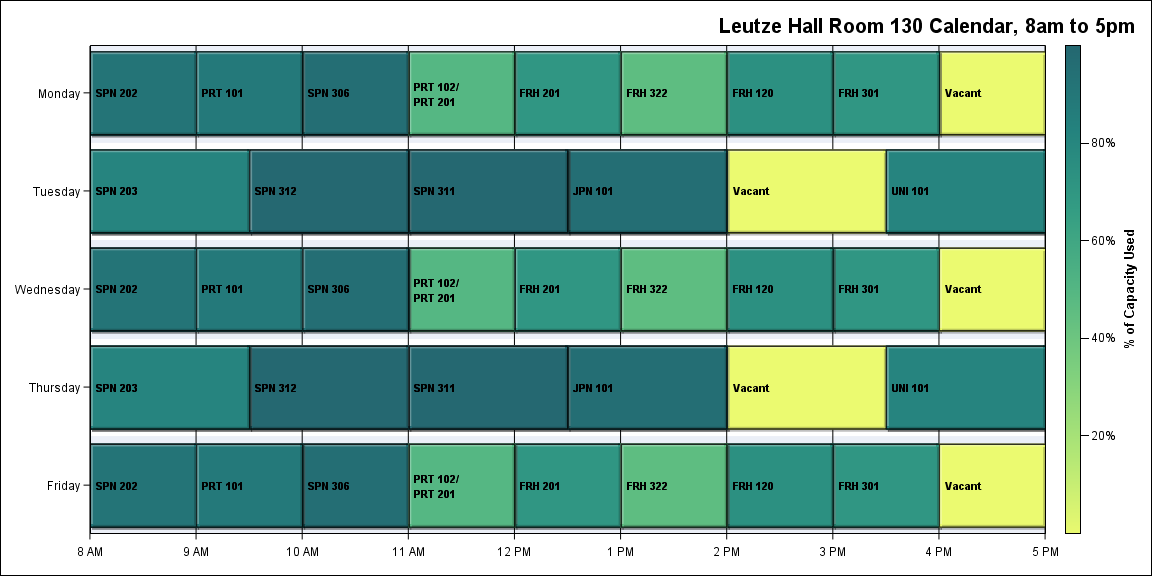 Leutze Hall Room 130 Calendar, 8am to 5pm
Monday
SPN 202
PRT 101
SPN 306
PRT 102/
PRT 201
FRH 201
FRH 322
FRH 120
FRH 301
Vacant
Tuesday
SPN 203
SPN 312
SPN 311
JPN 101
Vacant
UNI 101
Wednesday
SPN 202
PRT 101
SPN 306
PRT 102/
PRT 201
FRH 201
FRH 322
FRH 120
FRH 301
Vacant
Thursday
SPN 203
SPN 312
SPN 311
JPN 101
Vacant
UNI 101
Friday
SPN 202
PRT 101
SPN 306
PRT 102/
PRT 201
FRH 201
FRH 322
FRH 120
FRH 301
Vacant
8 AM
9 AM
10 AM
11 AM
12 PM
1 PM
2 PM
3 PM
4 PM
5 PM
80%
60%
40%
20%
% of Capacity Used